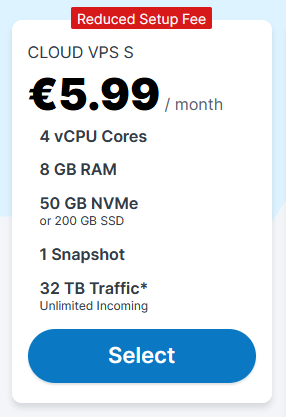 Reduced Setup Fee
CLOUD VPS S
€5.99 / month
4 vCPU Cores
8 GB RAM
50 GB NVMe
or 200 GB SSD
1 Snapshot
32 TB Traffic*
Unlimited Incoming
Select